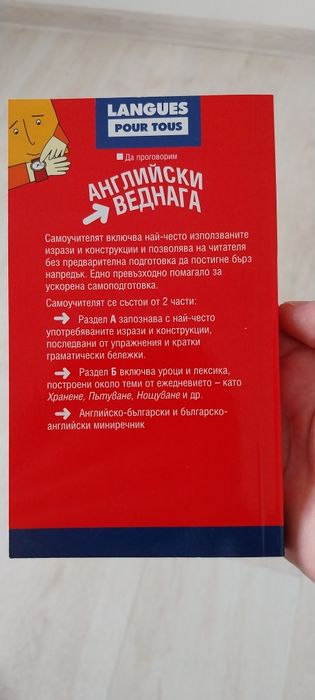 LANGUES
POUR TOUS
Да проговорим
АНГЛИЙСКИ
ВЕДНАГА
Самоучителят включва най-често използваните
изрази и конструкции и позволява на читателя
без предварителна подготовка да постигне бърз
напредък. Едно превъзходно помагало за
ускорена самоподготовка.
Самоучителят се състои от 2 части:
Раздел А запознава с най-често
употребяваните изрази и конструкции,
последвани от упражнения и кратки
граматически бележки.
Раздел Б включва уроци и лексика,
построени около теми от ежедневието – като
Хранене, Пътуване, Нощуване и др.
Английско-български и българско-
английски миниречник